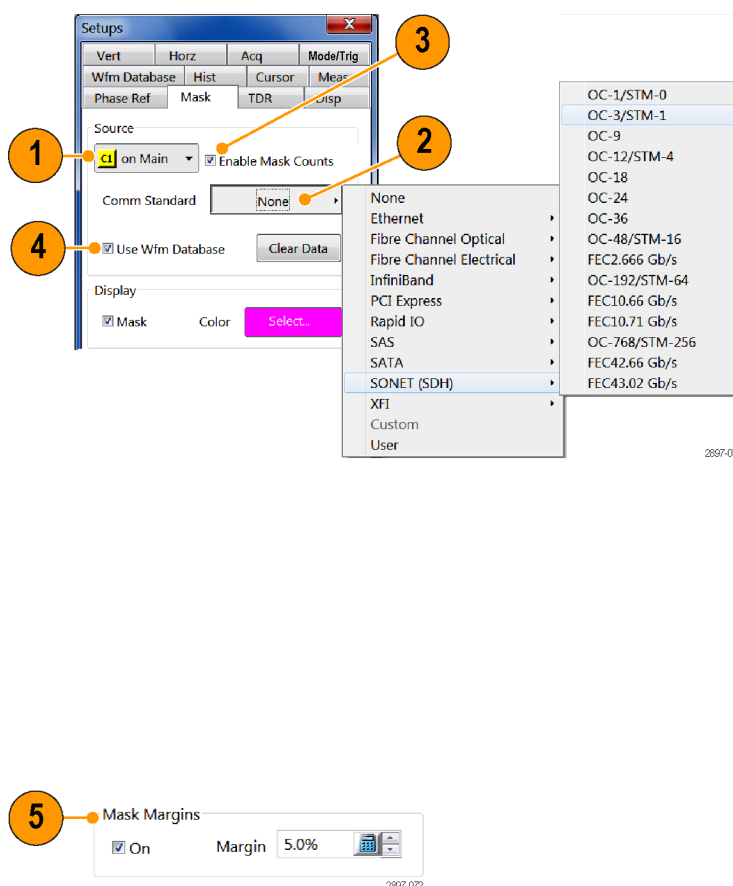 Setups
X
3
Vert Horz Acq Mode/Trig
Wfm Database Hist Cursor Meas
Phase Ref Mask TDR Disp
Source
1
C1 on Main
Enable Mask Counts
2
Comm Standard None
4
Use Wfm Database Clear Data
Display
Mask Color Select...
None
Ethernet
Fibre Channel Optical
Fibre Channel Electrical
InfiniBand
PCI Express
Rapid IO
SAS
SATA
SONET (SDH)
XFI
Custom
User
OC-1/STM-0
OC-3/STM-1
OC-9
OC-12/STM-4
OC-18
OC-24
OC-36
OC-48/STM-16
FEC2.666 Gb/s
OC-192/STM-64
FEC10.66 Gb/s
FEC10.71 Gb/s
OC-768/STM-256
FEC42.66 Gb/s
FEC43.02 Gb/s
2897-0
5
Mask Margins
On Margin 5.0%
2897-072